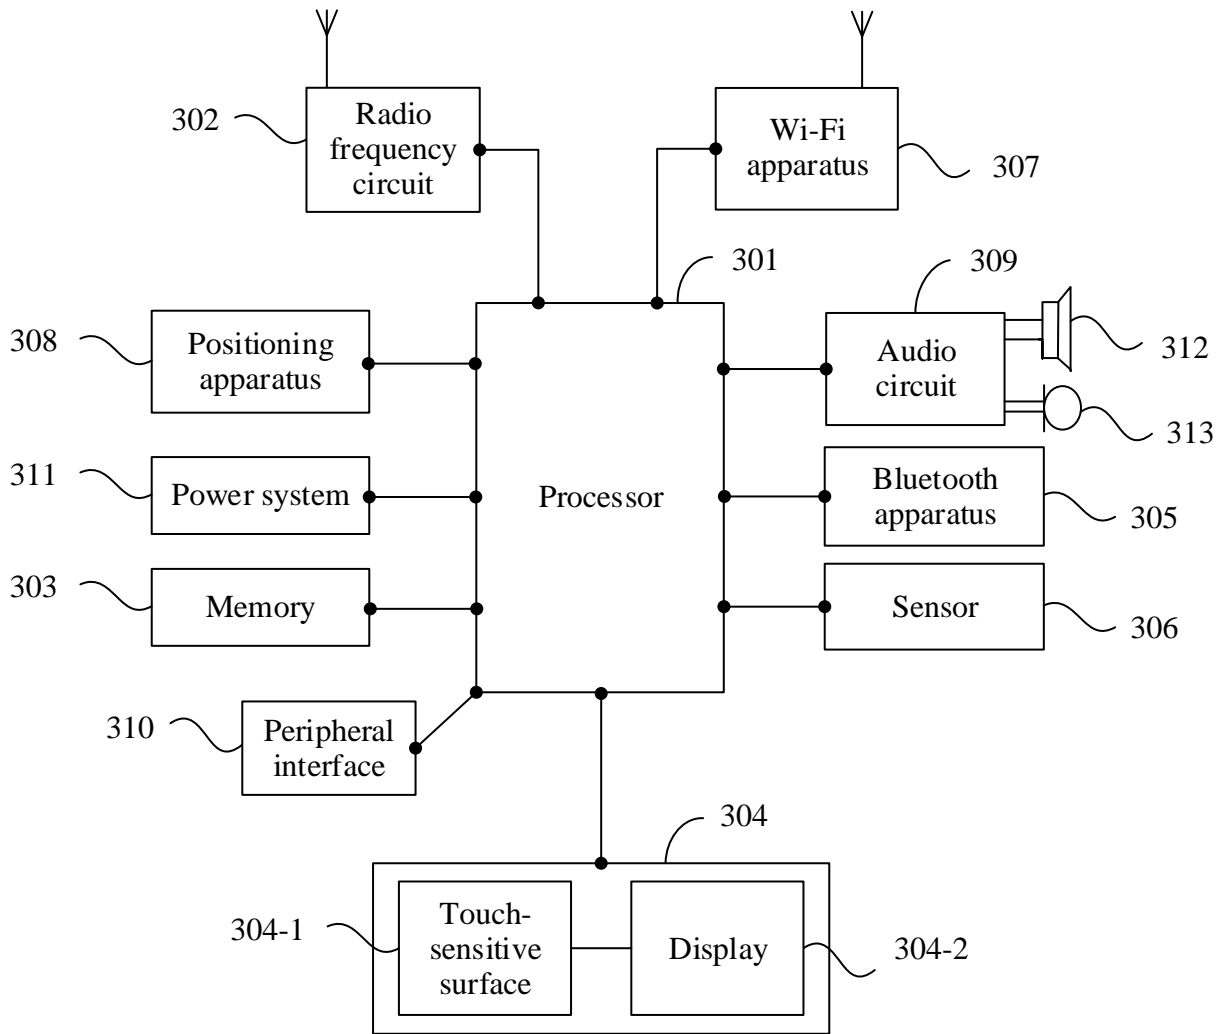 302
Radio
frequency
circuit
Wi-Fi
apparatus
307
301
309
308
Positioning
apparatus
Audio
circuit
312
313
311
Power system
Processor
Bluetooth
apparatus
305
303
Memory
Sensor
306
310
Peripheral
interface
304
304-1
Touch-
sensitive
surface
Display
304-2